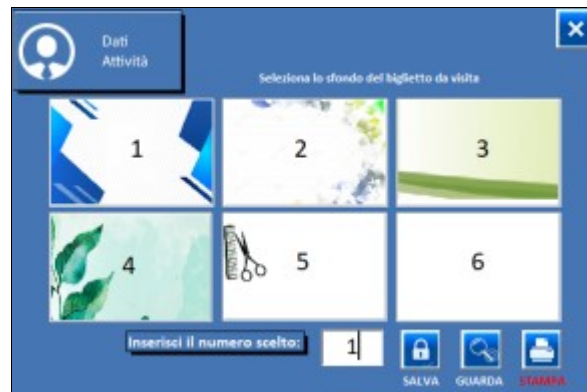 Dati
Attività
Seleziona lo sfondo del biglietto da visita
1
2
3
4
5
6
Inserisci il numero scelto:
1
SALVA
GUARDA
STAMPA